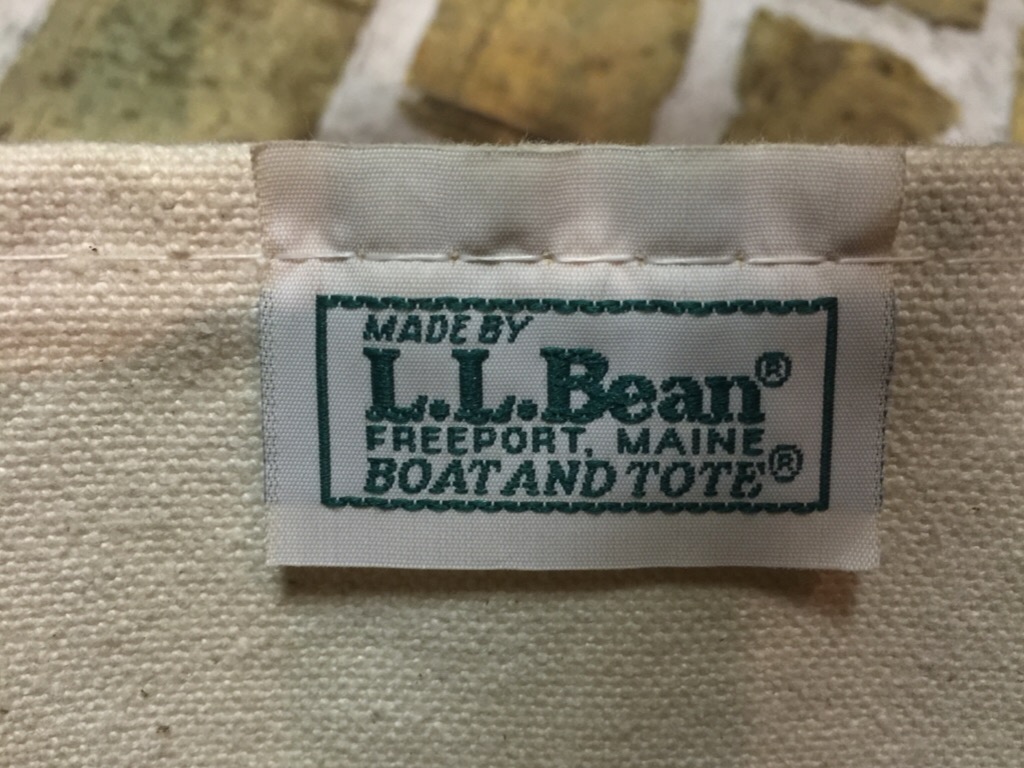 MADE BY
L.L.Bean®
FREEPORT, MAINE
BOAT AND TOTE®